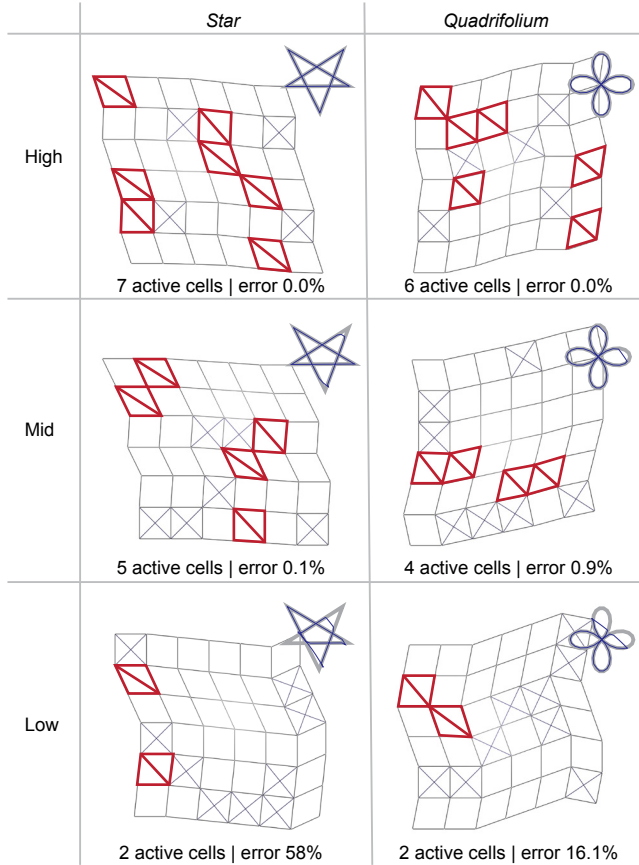 Star
Quadrifolium
High
7 active cells | error 0.0%
6 active cells | error 0.0%
Mid
5 active cells | error 0.1%
4 active cells | error 0.9%
Low
2 active cells | error 58%
2 active cells | error 16.1%